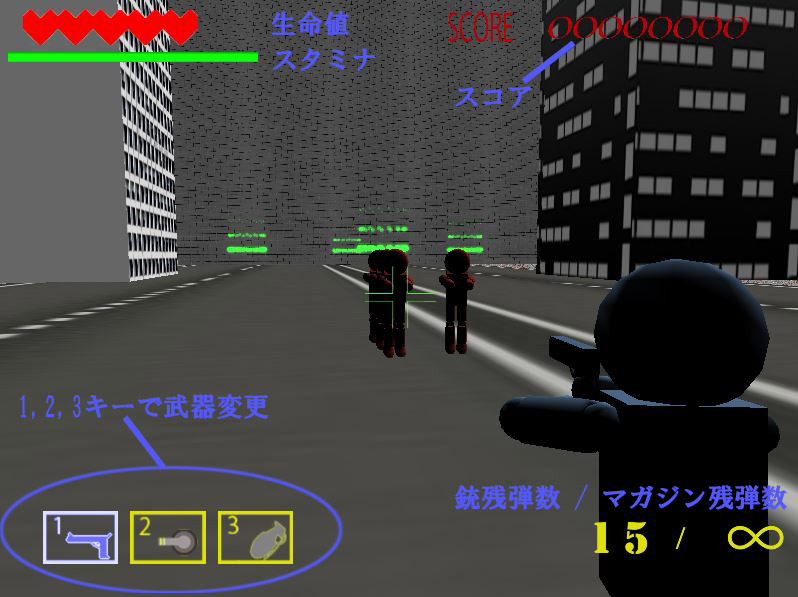 生命値
スタミナ
SCORE 000000000
スコア
1,2,3キーで武器変更
1
2
3
銃残弾数 / マガジン残弾数
15 / ∞